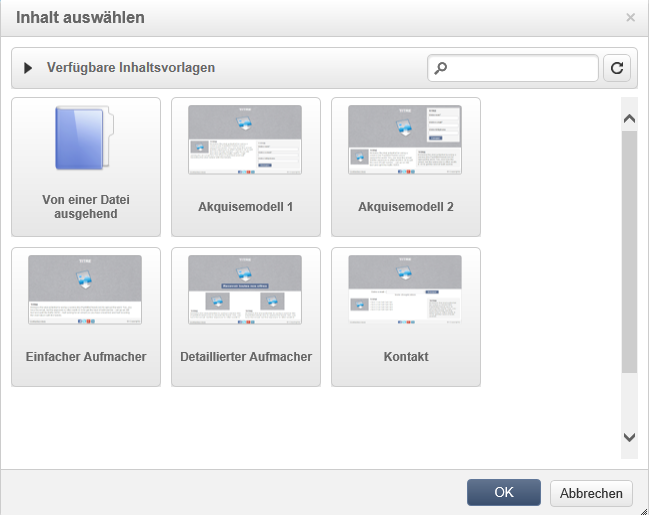 Inhalt auswählen
Verfügbare Inhaltsvorlagen
Von einer Datei
ausgehend
Akquisemodell 1
Akquisemodell 2
Einfacher Aufmacher
Detaillierter Aufmacher
Kontakt
OK
Abbrechen